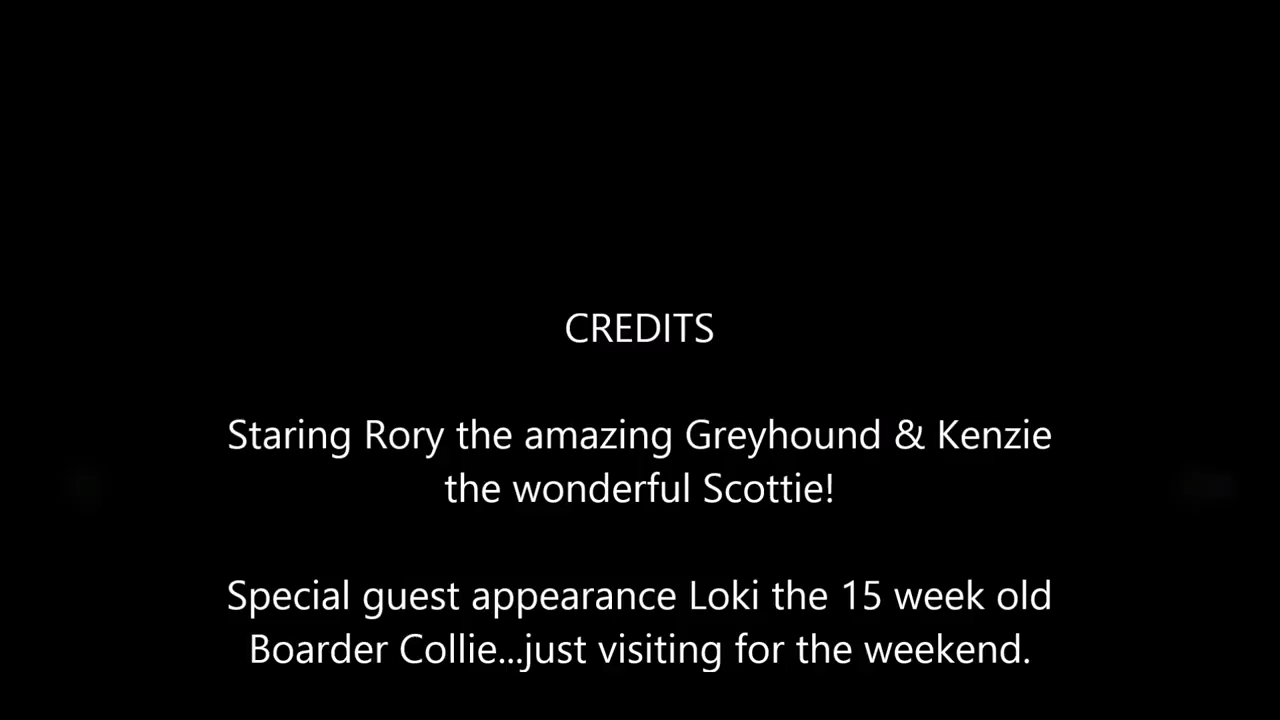 CREDITS
Staring Rory the amazing Greyhound & Kenzie
the wonderful Scottie!
Special guest appearance Loki the 15 week old
Boarder Collie...just visiting for the weekend.